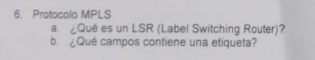 6. Protocolo MPLS
a. ¿Qué es un LSR (Label Switching Router)?
b. ¿Qué campos contiene una etiqueta?